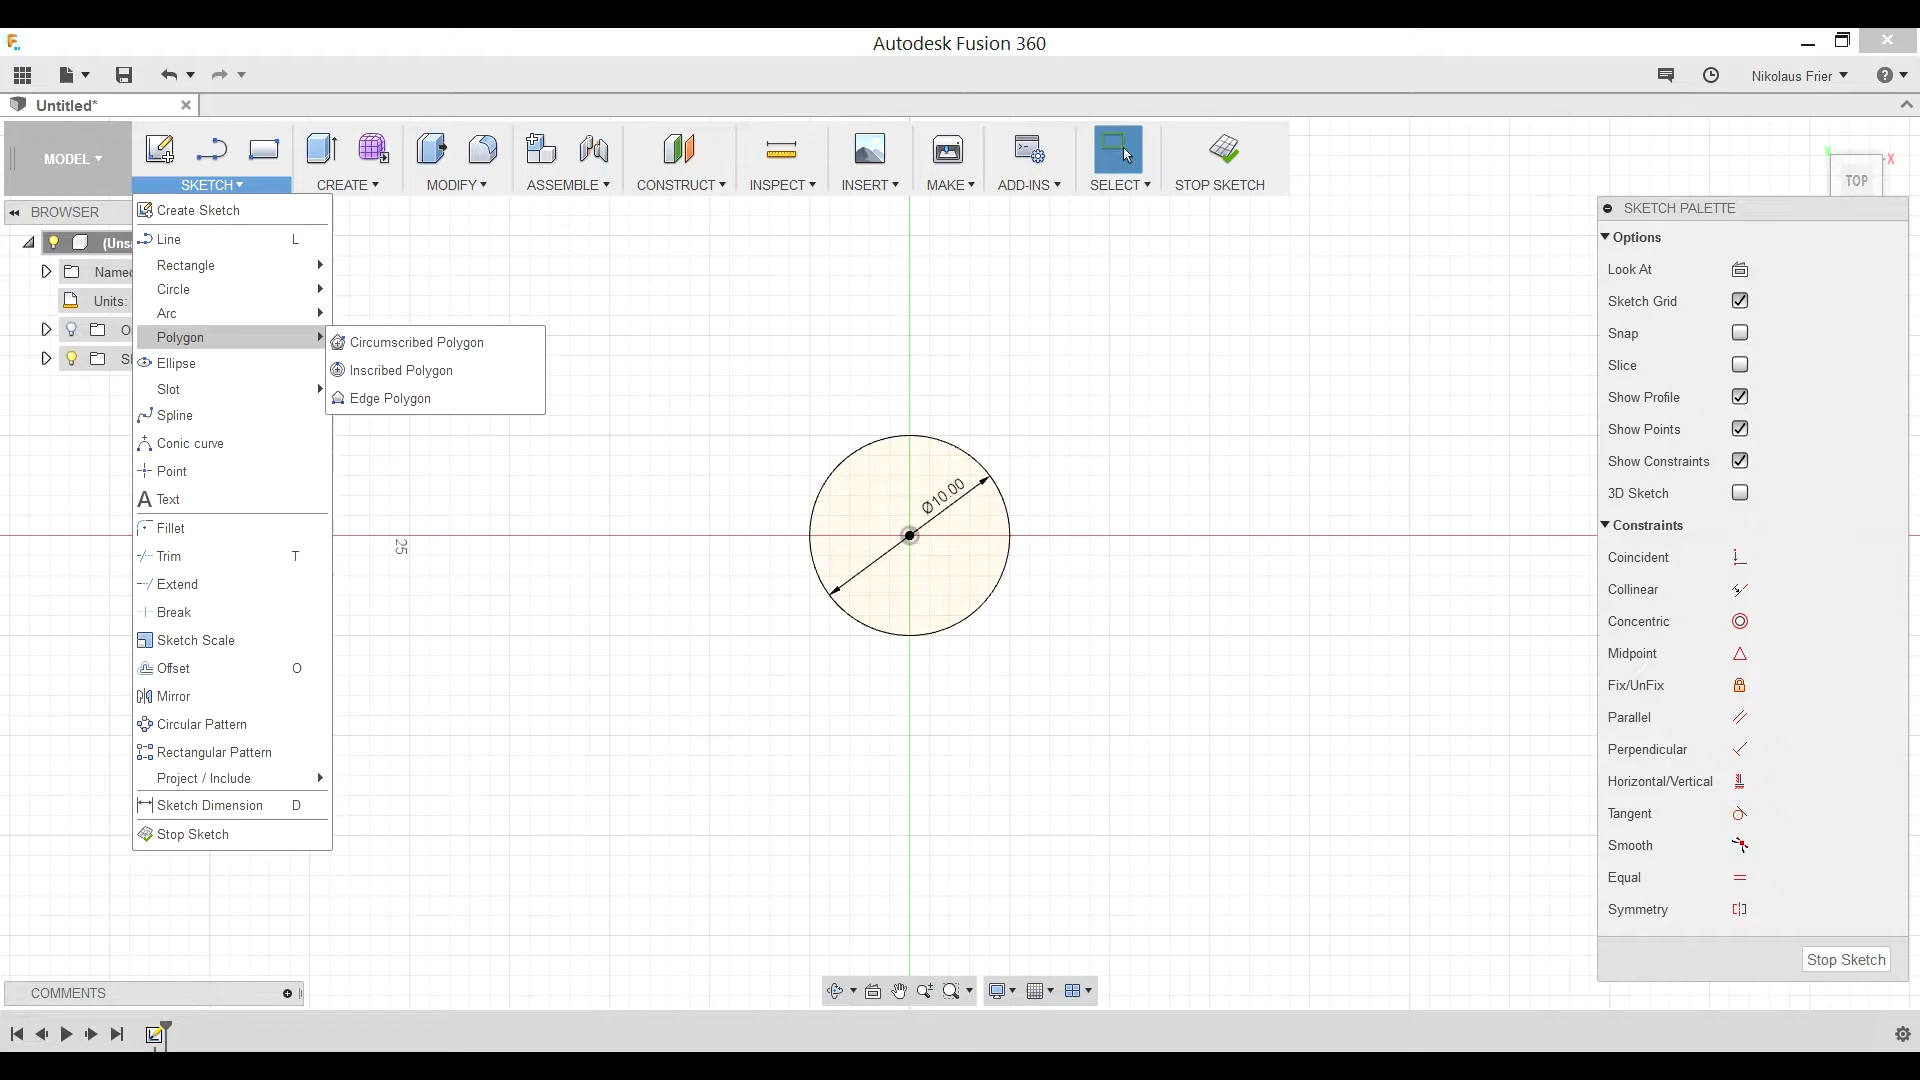 Autodesk Fusion 360
Nikolaus Frier
Untitled*
MODEL
SKETCH
CREATE
MODIFY
ASSEMBLE
CONSTRUCT
INSPECT
INSERT
MAKE
ADD-INS
SELECT
STOP SKETCH
TOP
X
Y
BROWSER
(Uns
Named
Units:
O
Sk
Create Sketch
Line L
Rectangle
Circle
Arc
Polygon
Ellipse
Slot
Spline
Conic curve
Point
Text
Fillet
Trim T
Extend
Break
Sketch Scale
Offset O
Mirror
Circular Pattern
Rectangular Pattern
Project / Include
Sketch Dimension D
Stop Sketch
Circumscribed Polygon
Inscribed Polygon
Edge Polygon
Ø10.00
25
SKETCH PALETTE
Options
Look At
Sketch Grid
Snap
Slice
Show Profile
Show Points
Show Constraints
3D Sketch
Constraints
Coincident
Collinear
Concentric
Midpoint
Fix/UnFix
Parallel
Perpendicular
Horizontal/Vertical
Tangent
Smooth
Equal
Symmetry
Stop Sketch
COMMENTS